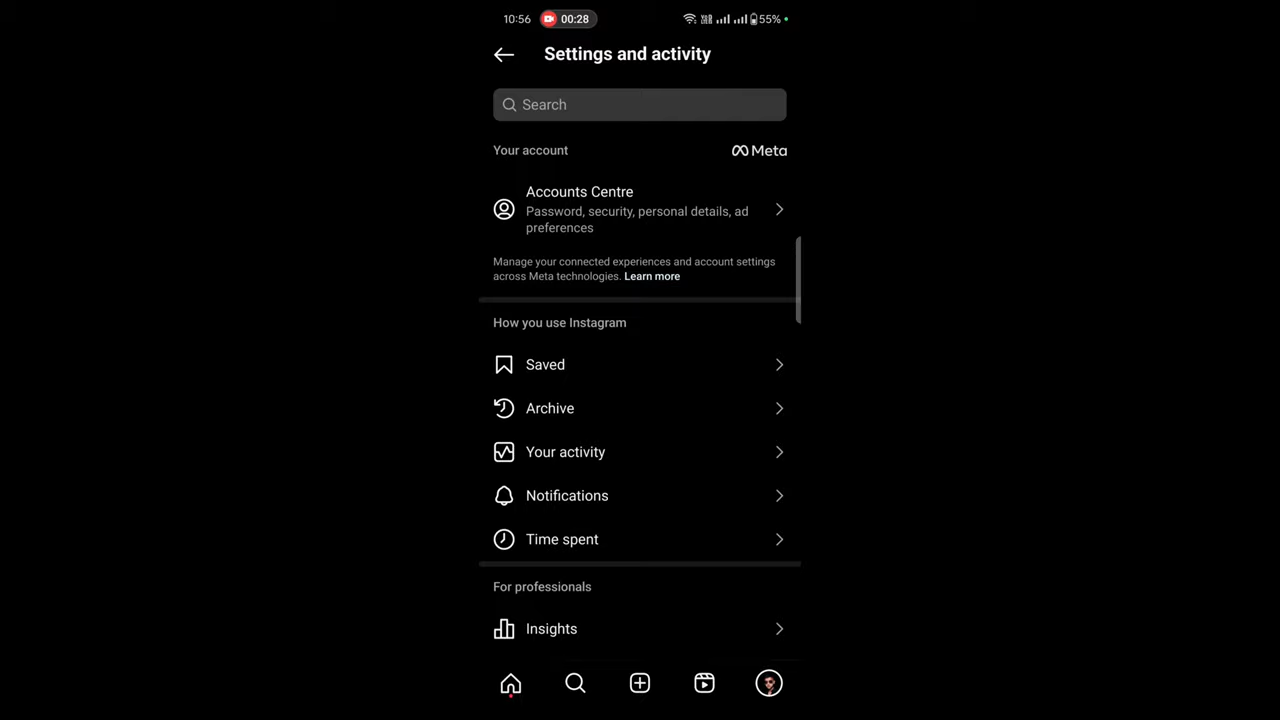 10:56 00:28 55%
Settings and activity
Search
Your account Meta
Accounts Centre
Password, security, personal details, ad
preferences
Manage your connected experiences and account settings
across Meta technologies. Learn more
How you use Instagram
Saved
Archive
Your activity
Notifications
Time spent
For professionals
Insights